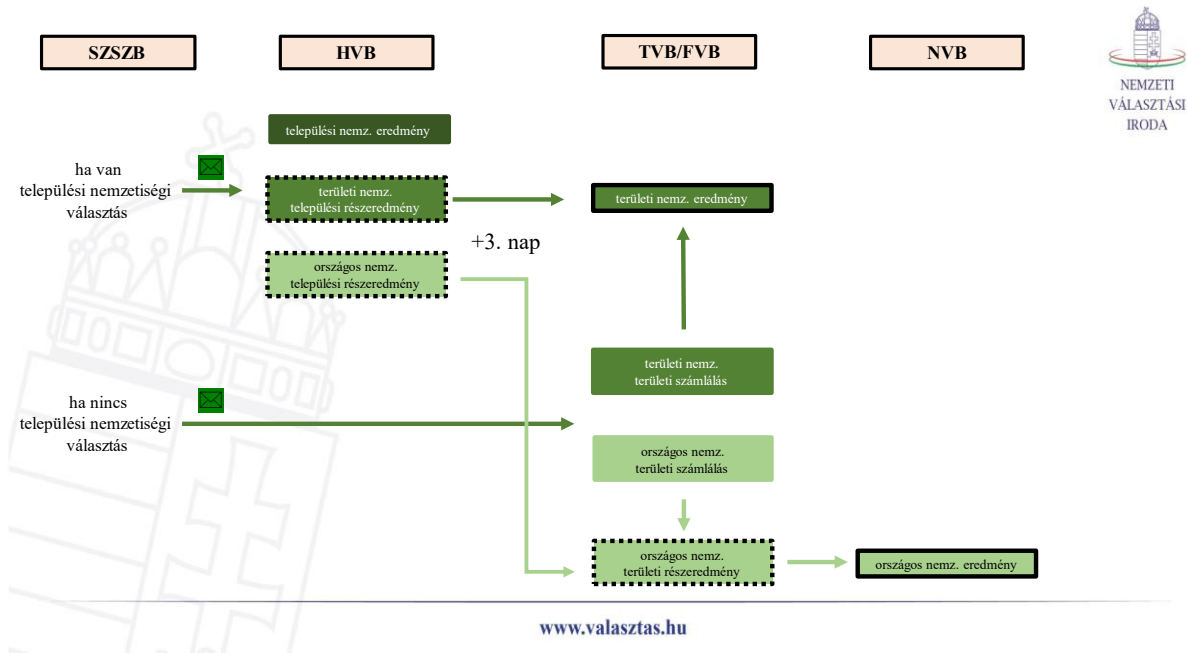 SZSZB
HVB
TVB/FVB
NVB
NEMZETI
VÁLASZTÁSI
IRODA
települési nemz. eredmény
ha van
települési nemzetiségi
választás
területi nemz.
települési részeredmény
területi nemz. eredmény
+3. nap
országos nemz.
települési részeredmény
területi nemz.
területi számlálás
ha nincs
települési nemzetiségi
választás
országos nemz.
területi számlálás
országos nemz.
területi részeredmény
országos nemz. eredmény
www.valasztas.hu